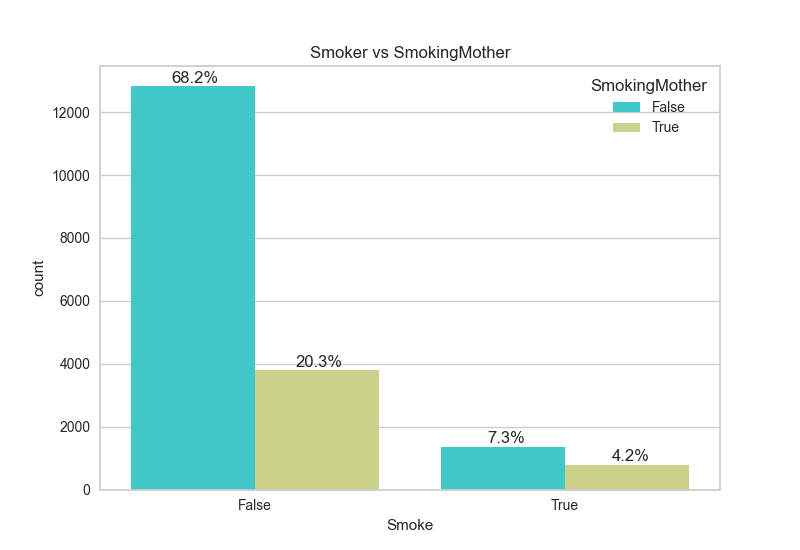 Smoker vs SmokingMother
68.2%
SmokingMother
False
True
12000
10000
8000
6000
4000
2000
0
count
20.3%
7.3%
4.2%
False
True
Smoke